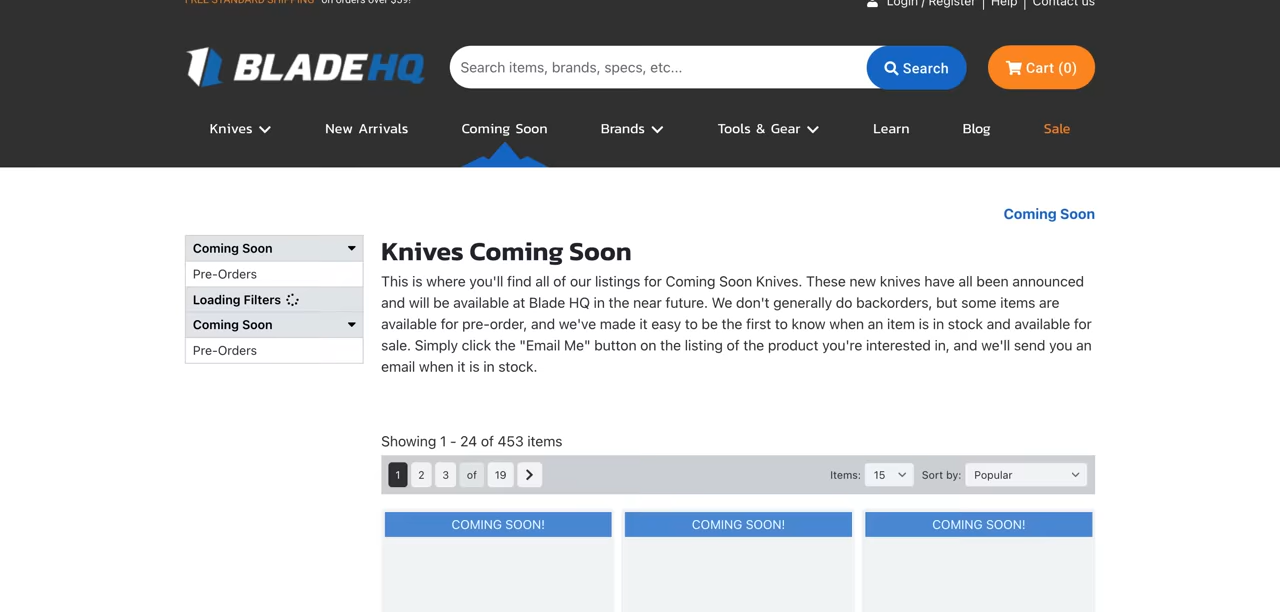 FREE STANDARD SHIPPING* on orders over $59!
Login / Register | Help | Contact us
BLADEHQ
Search items, brands, specs, etc...
Search
Cart (0)
Knives
New Arrivals
Coming Soon
Brands
Tools & Gear
Learn
Blog
Sale
Coming Soon
Coming Soon
Pre-Orders
Loading Filters
Coming Soon
Pre-Orders
Knives Coming Soon
This is where you'll find all of our listings for Coming Soon Knives. These new knives have all been announced
and will be available at Blade HQ in the near future. We don't generally do backorders, but some items are
available for pre-order, and we've made it easy to be the first to know when an item is in stock and available for
sale. Simply click the "Email Me" button on the listing of the product you're interested in, and we'll send you an
email when it is in stock.
Showing 1 - 24 of 453 items
1 2 3 of 19
Items: 15
Sort by: Popular
COMING SOON!
COMING SOON!
COMING SOON!